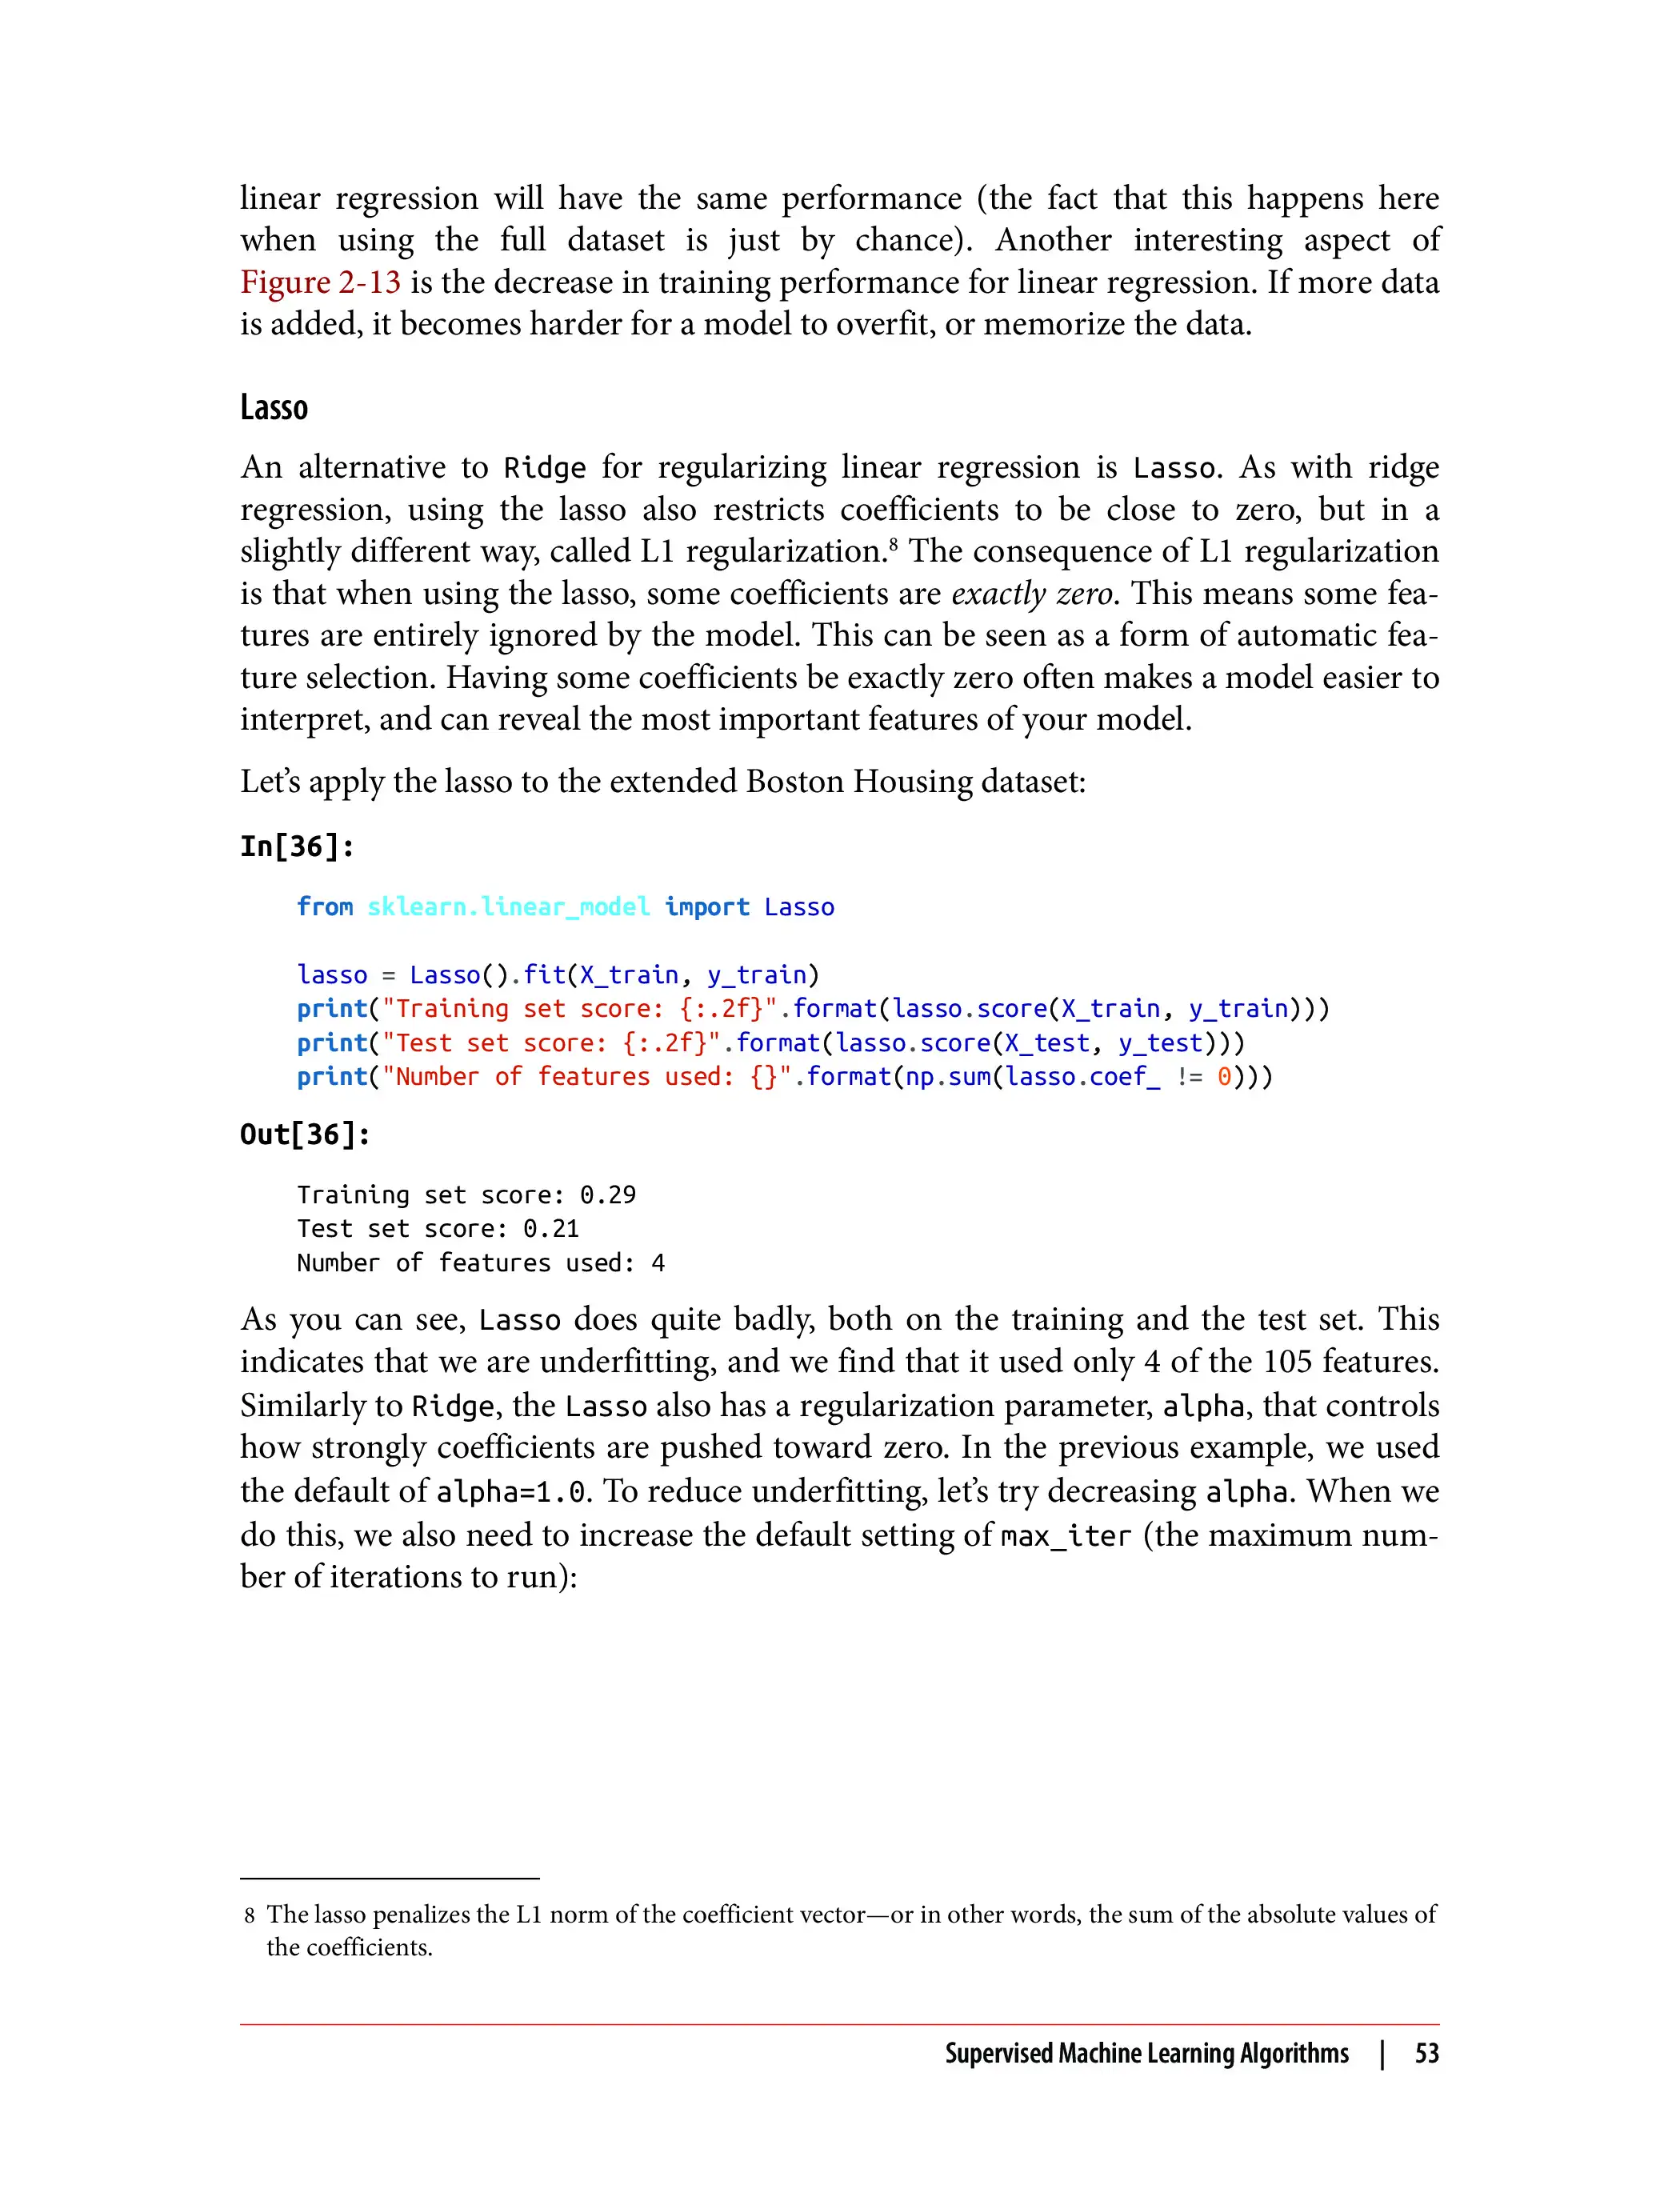 linear regression will have the same performance (the fact that this happens here
when using the full dataset is just by chance). Another interesting aspect of
Figure 2-13 is the decrease in training performance for linear regression. If more data
is added, it becomes harder for a model to overfit, or memorize the data.
Lasso
An alternative to Ridge for regularizing linear regression is Lasso. As with ridge
regression, using the lasso also restricts coefficients to be close to zero, but in a
slightly different way, called L1 regularization.⁸ The consequence of L1 regularization
is that when using the lasso, some coefficients are exactly zero. This means some fea-
tures are entirely ignored by the model. This can be seen as a form of automatic fea-
ture selection. Having some coefficients be exactly zero often makes a model easier to
interpret, and can reveal the most important features of your model.
Let’s apply the lasso to the extended Boston Housing dataset:
In[36]:
from sklearn.linear_model import Lasso
lasso = Lasso().fit(X_train, y_train)
print("Training set score: {:.2f}".format(lasso.score(X_train, y_train)))
print("Test set score: {:.2f}".format(lasso.score(X_test, y_test)))
print("Number of features used: {}".format(np.sum(lasso.coef_ != 0)))
Out[36]:
Training set score: 0.29
Test set score: 0.21
Number of features used: 4
As you can see, Lasso does quite badly, both on the training and the test set. This
indicates that we are underfitting, and we find that it used only 4 of the 105 features.
Similarly to Ridge, the Lasso also has a regularization parameter, alpha, that controls
how strongly coefficients are pushed toward zero. In the previous example, we used
the default of alpha=1.0. To reduce underfitting, let’s try decreasing alpha. When we
do this, we also need to increase the default setting of max_iter (the maximum num-
ber of iterations to run):
8 The lasso penalizes the L1 norm of the coefficient vector—or in other words, the sum of the absolute values of
the coefficients.
Supervised Machine Learning Algorithms | 53